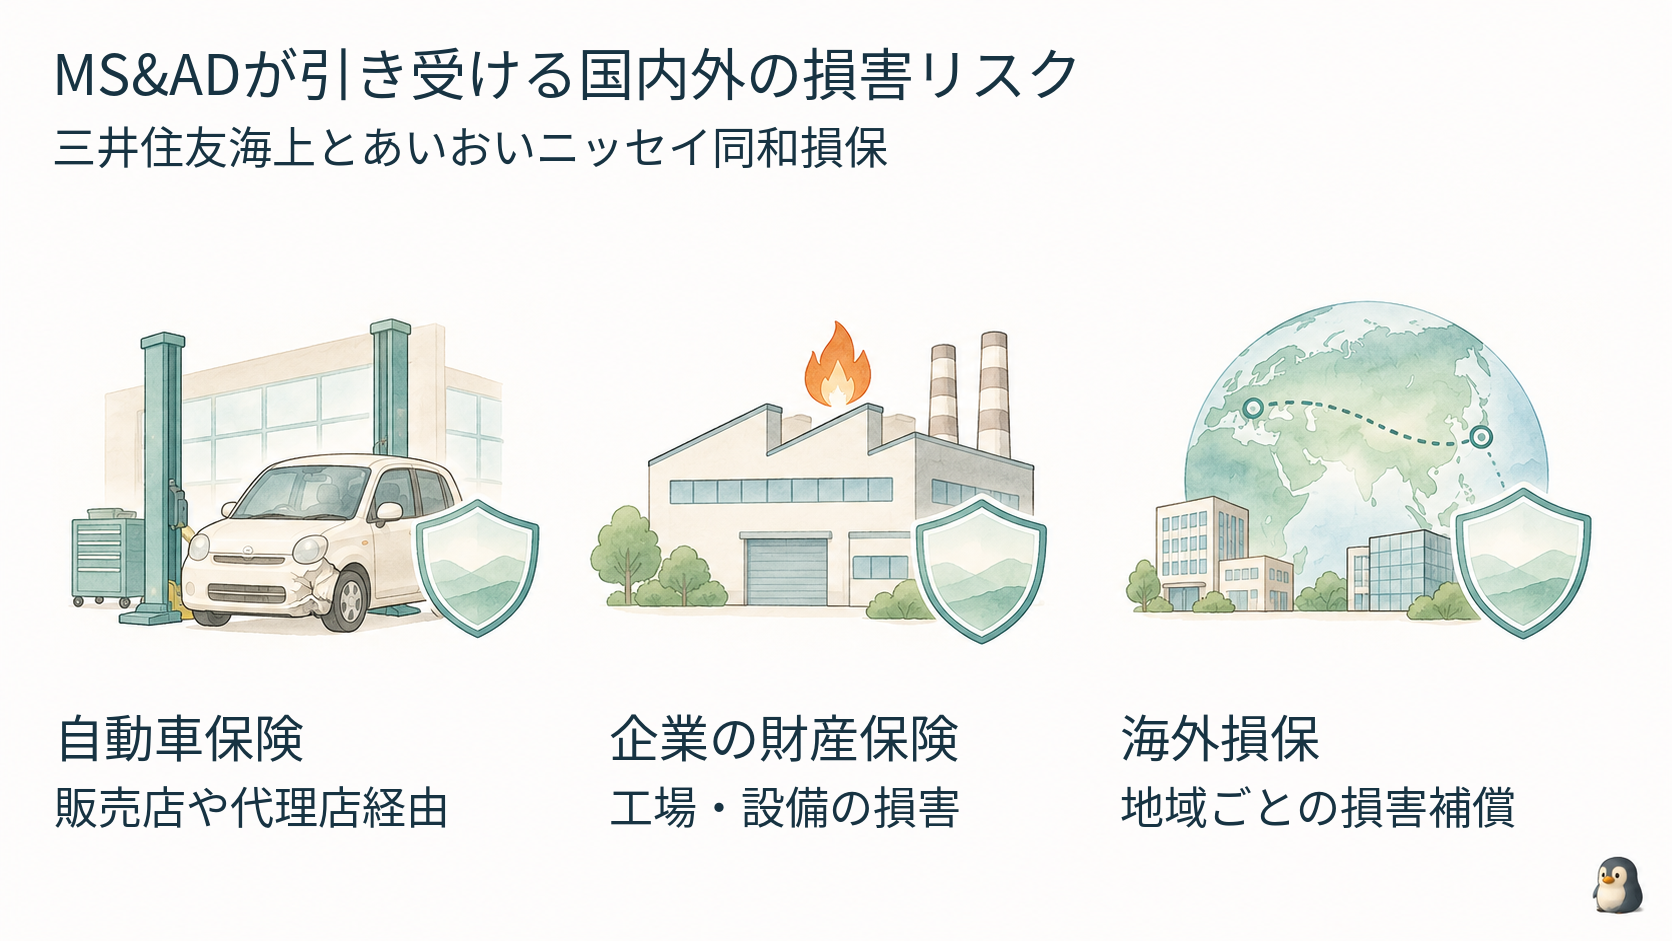 MS&ADが引き受ける国内外の損害リスク
三井住友海上とあいおいニッセイ同和損保
自動車保険
販売店や代理店経由
企業の財産保険
工場・設備の損害
海外損保
地域ごとの損害補償